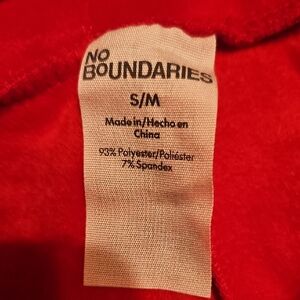 NO
BOUNDARIES
S/M
Made in/Hecho en
China
93% Polyester/Poliéster
7% Spandex